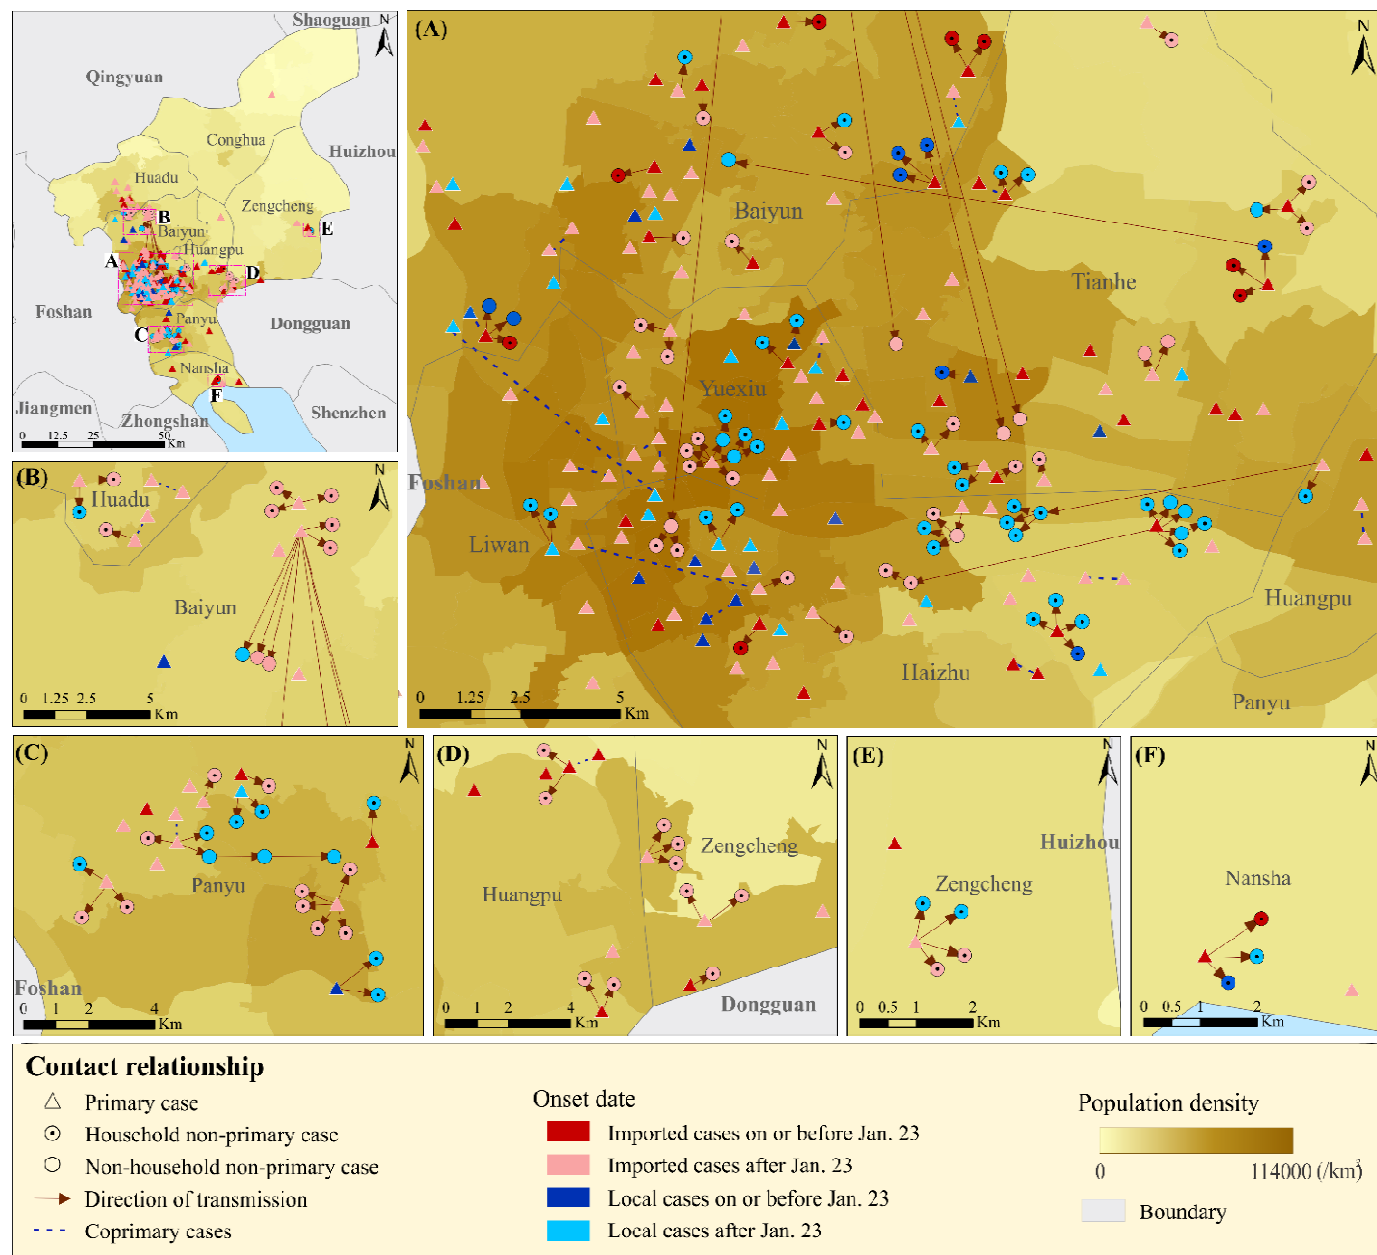 Shaoguan
N
Qingyuan
Conghua
Huizhou
Huadu
Zengcheng
B
E
Baiyun
Huangpu
A
D
Foshan
Panyu
Dongguan
C
Nansha
F
Jiangmen
Zhongshan
Shenzhen
0 12.5 25 50
Km
(A)
N
Baiyun
Tianhe
Yuexiu
Foshan
Liwan
Huangpu
Haizhu
Panyu
0 1.25 2.5 5
Km
(B)
N
Huadu
Baiyun
0 1.25 2.5 5
Km
(C)
N
Panyu
Foshan
0 1 2 4
Km
(D)
N
Zengcheng
Huangpu
Dongguan
0 1 2 4
Km
(E)
N
Huizhou
Zengcheng
0 0.5 1 2
Km
(F)
N
Nansha
0 0.5 1 2
Km
Contact relationship
Primary case
Household non-primary case
Non-household non-primary case
Direction of transmission
Coprimary cases
Onset date
Imported cases on or before Jan. 23
Imported cases after Jan. 23
Local cases on or before Jan. 23
Local cases after Jan. 23
Population density
0 114000 (/km²)
Boundary